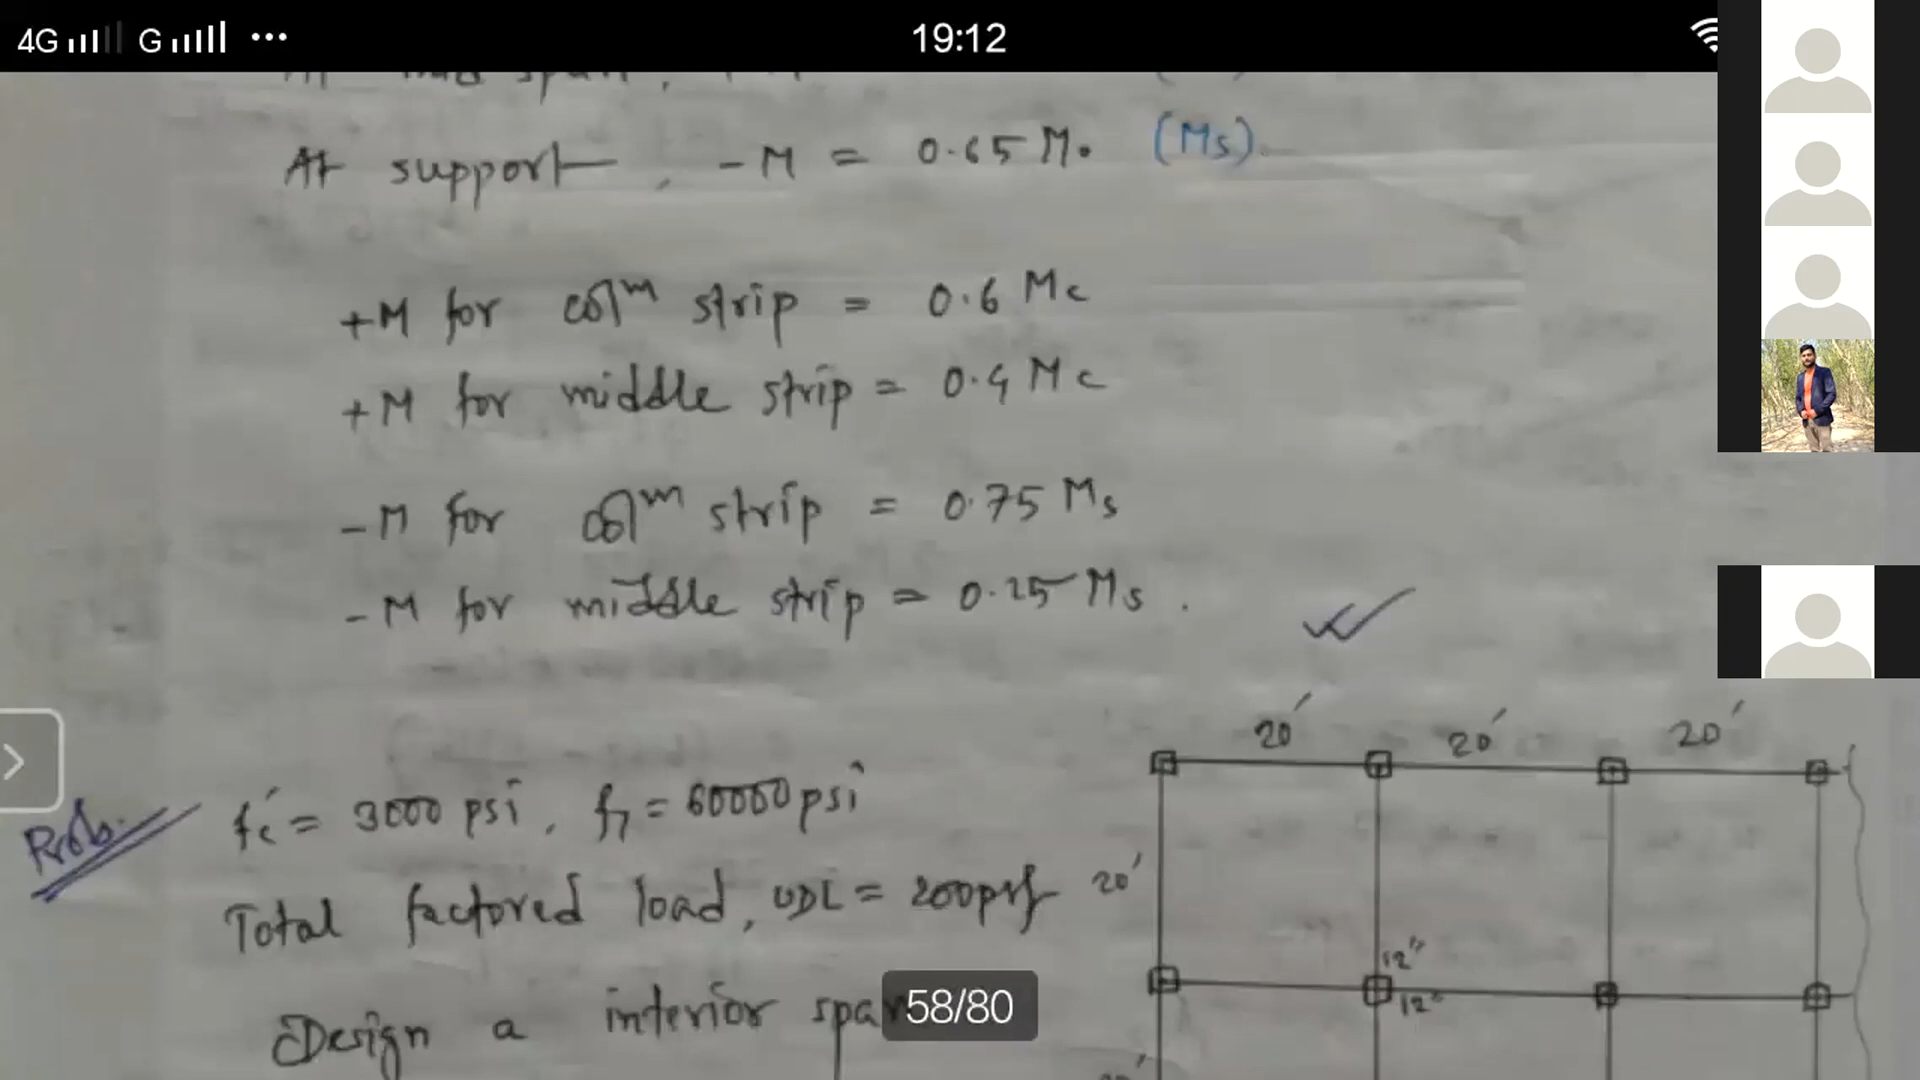 4G G ... 19:12
At support, -M = 0.65 M₀ (Ms).
+M for colᵐ strip = 0.6 Mc
+M for middle strip = 0.4 Mc
-M for colᵐ strip = 0.75 Ms
-M for middle strip = 0.25 Ms.
20' 20' 20'
Prob. fc' = 3000 psi, fy = 60000 psi
Total factored load, UDL = 200psf 20'
12"
12"
Design a interior span
58/80